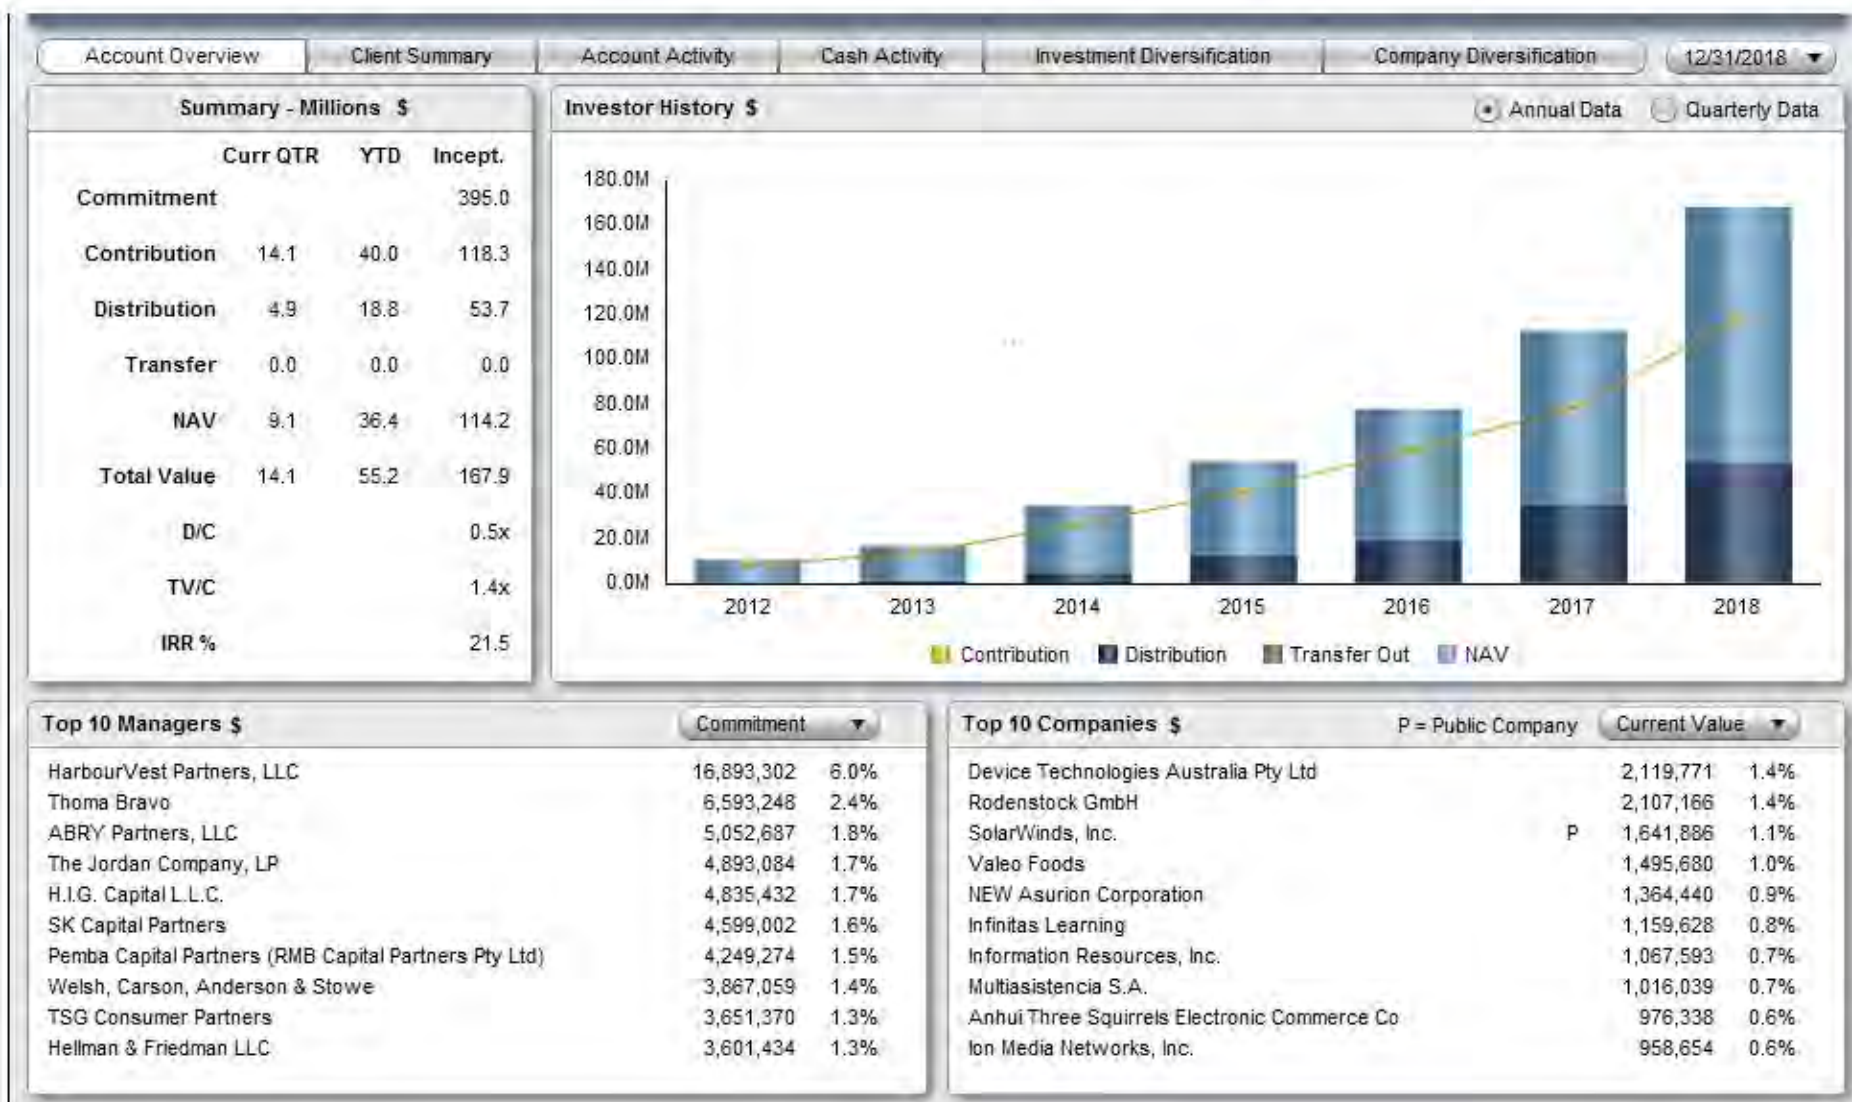 Account Overview Client Summary Account Activity Cash Activity Investment Diversification Company Diversification 12/31/2018
Summary - Millions $
Curr QTR YTD Incept.
Commitment 395.0
Contribution 14.1 40.0 118.3
Distribution 4.9 18.8 53.7
Transfer 0.0 0.0 0.0
NAV 9.1 36.4 114.2
Total Value 14.1 55.2 167.9
D/C 0.5x
TV/C 1.4x
IRR % 21.5
Investor History $ Annual Data Quarterly Data
180.0M
160.0M
140.0M
120.0M
100.0M
80.0M
60.0M
40.0M
20.0M
0.0M
2012 2013 2014 2015 2016 2017 2018
Contribution Distribution Transfer Out NAV
Top 10 Managers $ Commitment
HarbourVest Partners, LLC 16,893,302 6.0%
Thoma Bravo 6,593,248 2.4%
ABRY Partners, LLC 5,052,687 1.8%
The Jordan Company, LP 4,893,084 1.7%
H.I.G. Capital L.L.C. 4,835,432 1.7%
SK Capital Partners 4,599,002 1.6%
Pemba Capital Partners (RMB Capital Partners Pty Ltd) 4,249,274 1.5%
Welsh, Carson, Anderson & Stowe 3,867,059 1.4%
TSG Consumer Partners 3,651,370 1.3%
Hellman & Friedman LLC 3,601,434 1.3%
Top 10 Companies $ P = Public Company Current Value
Device Technologies Australia Pty Ltd 2,119,771 1.4%
Rodenstock GmbH 2,107,166 1.4%
SolarWinds, Inc. P 1,641,886 1.1%
Valeo Foods 1,495,680 1.0%
NEW Asurion Corporation 1,364,440 0.9%
Infinitas Learning 1,159,628 0.8%
Information Resources, Inc. 1,067,593 0.7%
Multiasistencia S.A. 1,016,039 0.7%
Anhui Three Squirrels Electronic Commerce Co 976,338 0.6%
Ion Media Networks, Inc. 958,654 0.6%